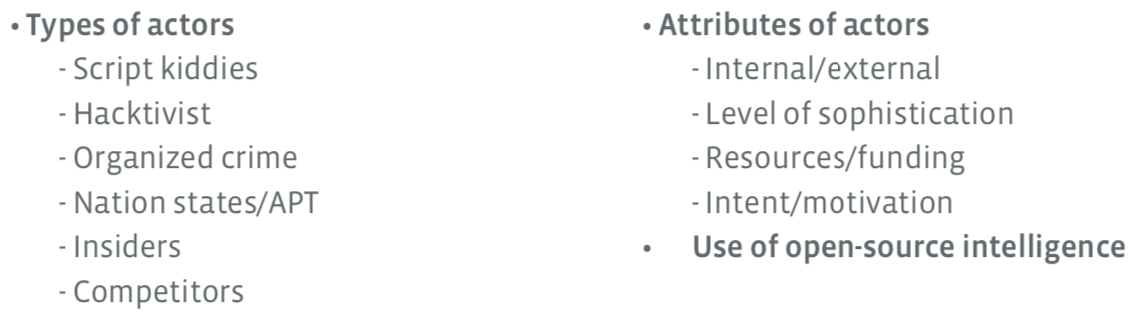 • Types of actors
- Script kiddies
- Hacktivist
- Organized crime
- Nation states/APT
- Insiders
- Competitors
• Attributes of actors
- Internal/external
- Level of sophistication
- Resources/funding
- Intent/motivation
• Use of open-source intelligence